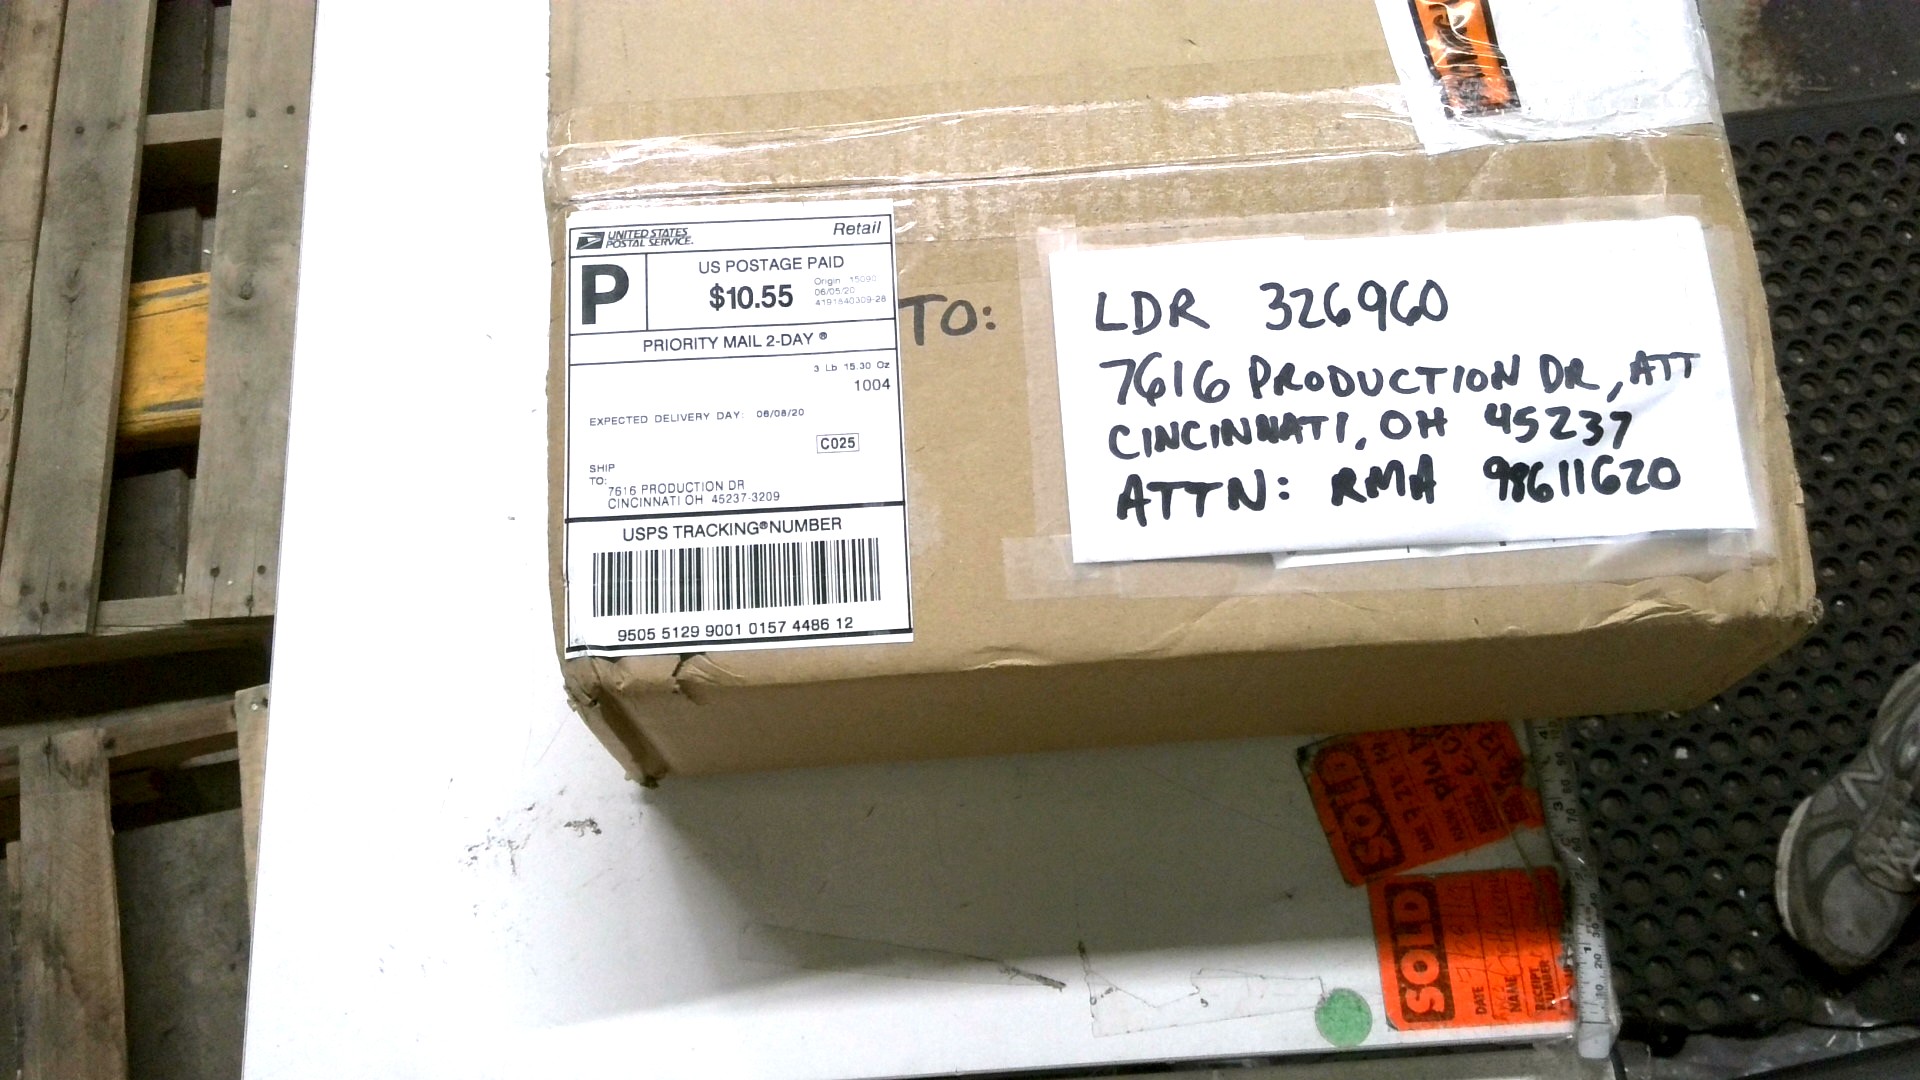 UNITED STATES
POSTAL SERVICE.
Retail
P
US POSTAGE PAID
$10.55
Origin 15090
06/05/20
4191640309-28
PRIORITY MAIL 2-DAY ®
3 Lb 15.30 Oz
1004
EXPECTED DELIVERY DAY: 06/08/20
C025
SHIP
TO:
7616 PRODUCTION DR
CINCINNATI OH 45237-3209
USPS TRACKING® NUMBER
9505 5129 9001 0157 4486 12
TO:
LDR 326960
7616 PRODUCTION DR, ATT
CINCINNATI, OH 45237
ATTN: RMA 98611620
SOLD
SOLD
DATE
NAME
RECEIPT
NUMBER